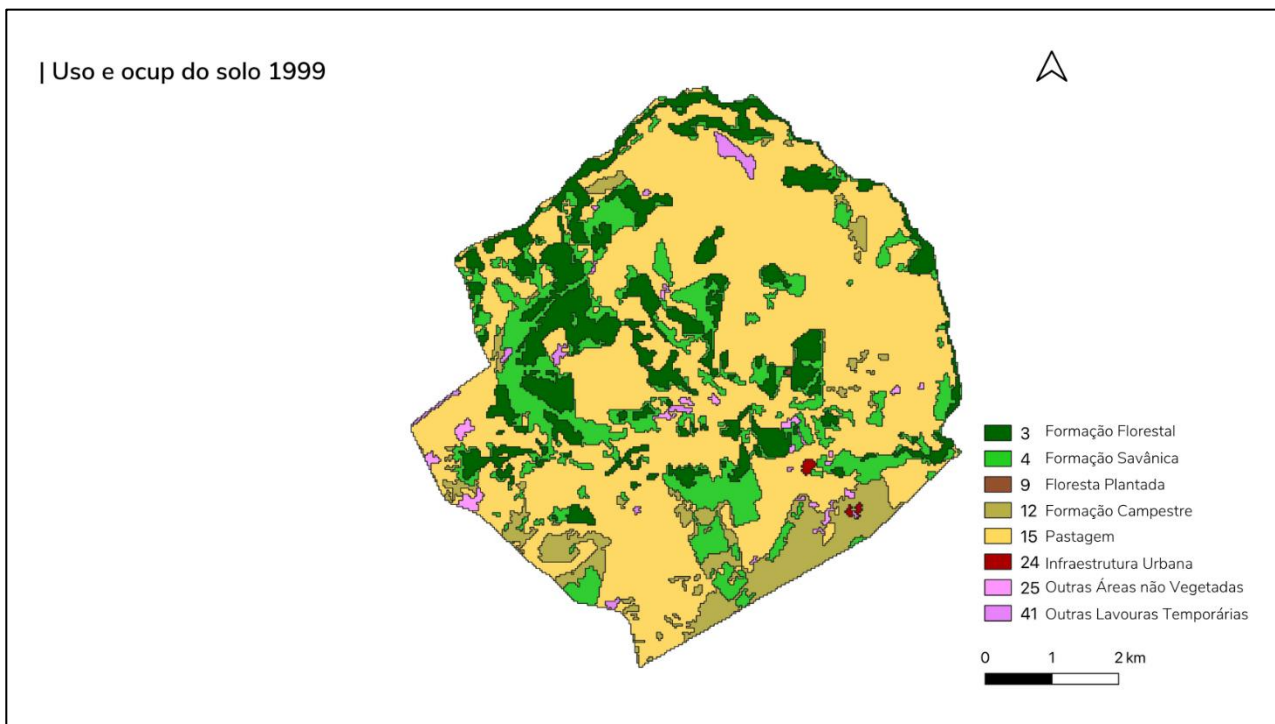 | Uso e ocup do solo 1999
3 Formação Florestal
4 Formação Savânica
9 Floresta Plantada
12 Formação Campestre
15 Pastagem
24 Infraestrutura Urbana
25 Outras Áreas não Vegetadas
41 Outras Lavouras Temporárias
0 1 2 km